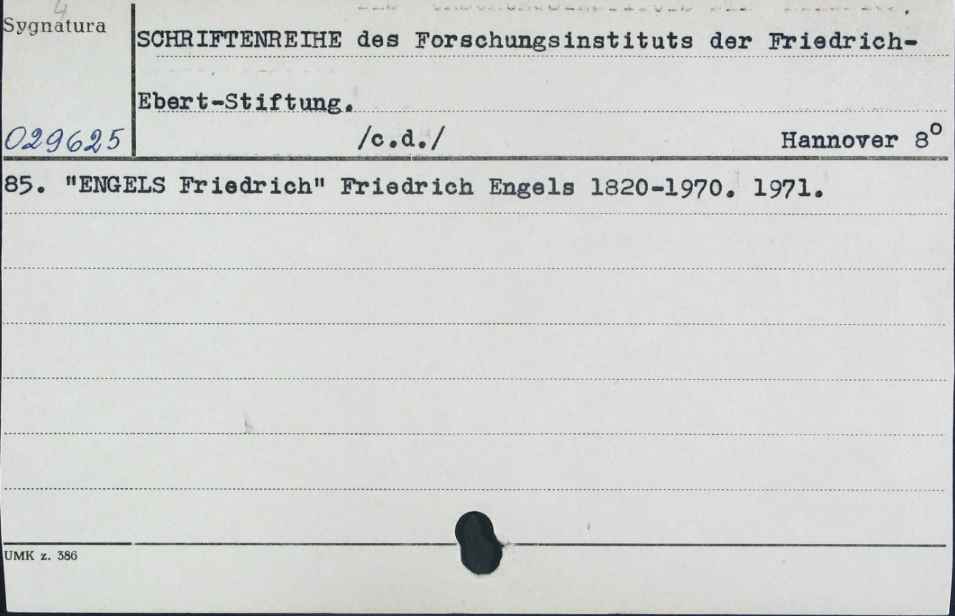 4
Sygnatura
SCHRIFTENREIHE des Forschungsinstituts der Friedrich-
Ebert-Stiftung.
029625
/c.d./ Hannover 8°
85. "ENGELS Friedrich" Friedrich Engels 1820-1970. 1971.
UMK z. 386